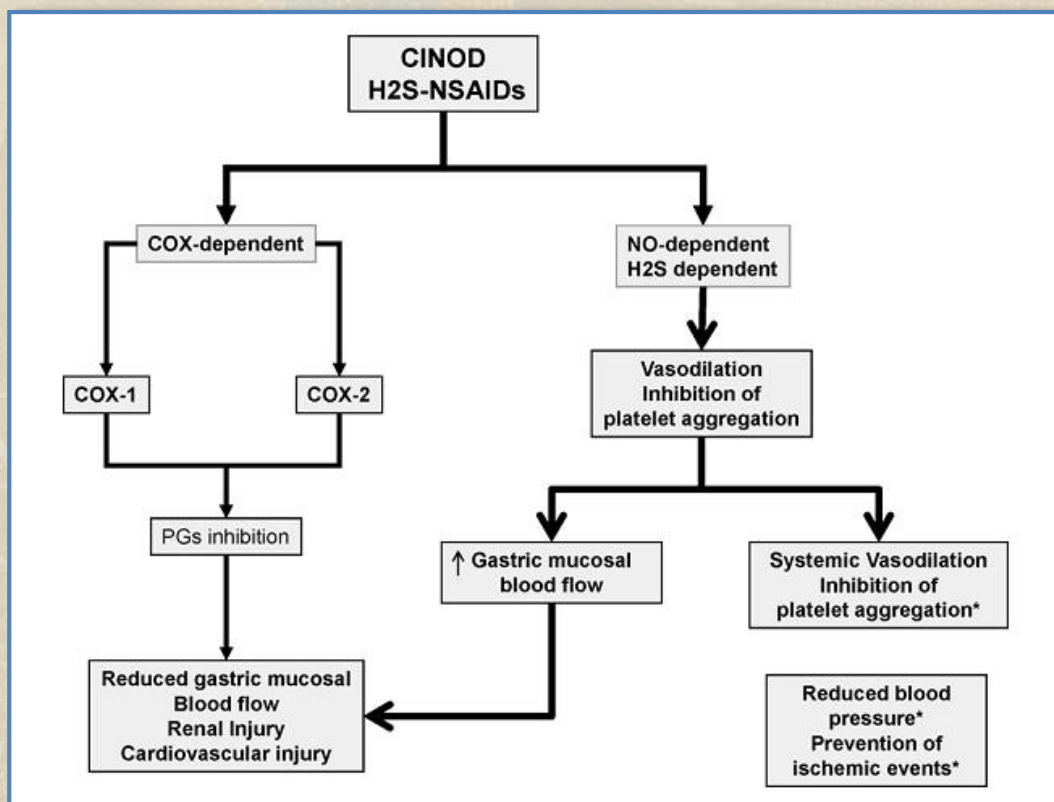 CINOD
H2S-NSAIDs
COX-dependent
NO-dependent
H2S dependent
COX-1
COX-2
Vasodilation
Inhibition of
platelet aggregation
PGs inhibition
↑ Gastric mucosal
blood flow
Systemic Vasodilation
Inhibition of
platelet aggregation*
Reduced gastric mucosal
Blood flow
Renal Injury
Cardiovascular injury
Reduced blood
pressure*
Prevention of
ischemic events*